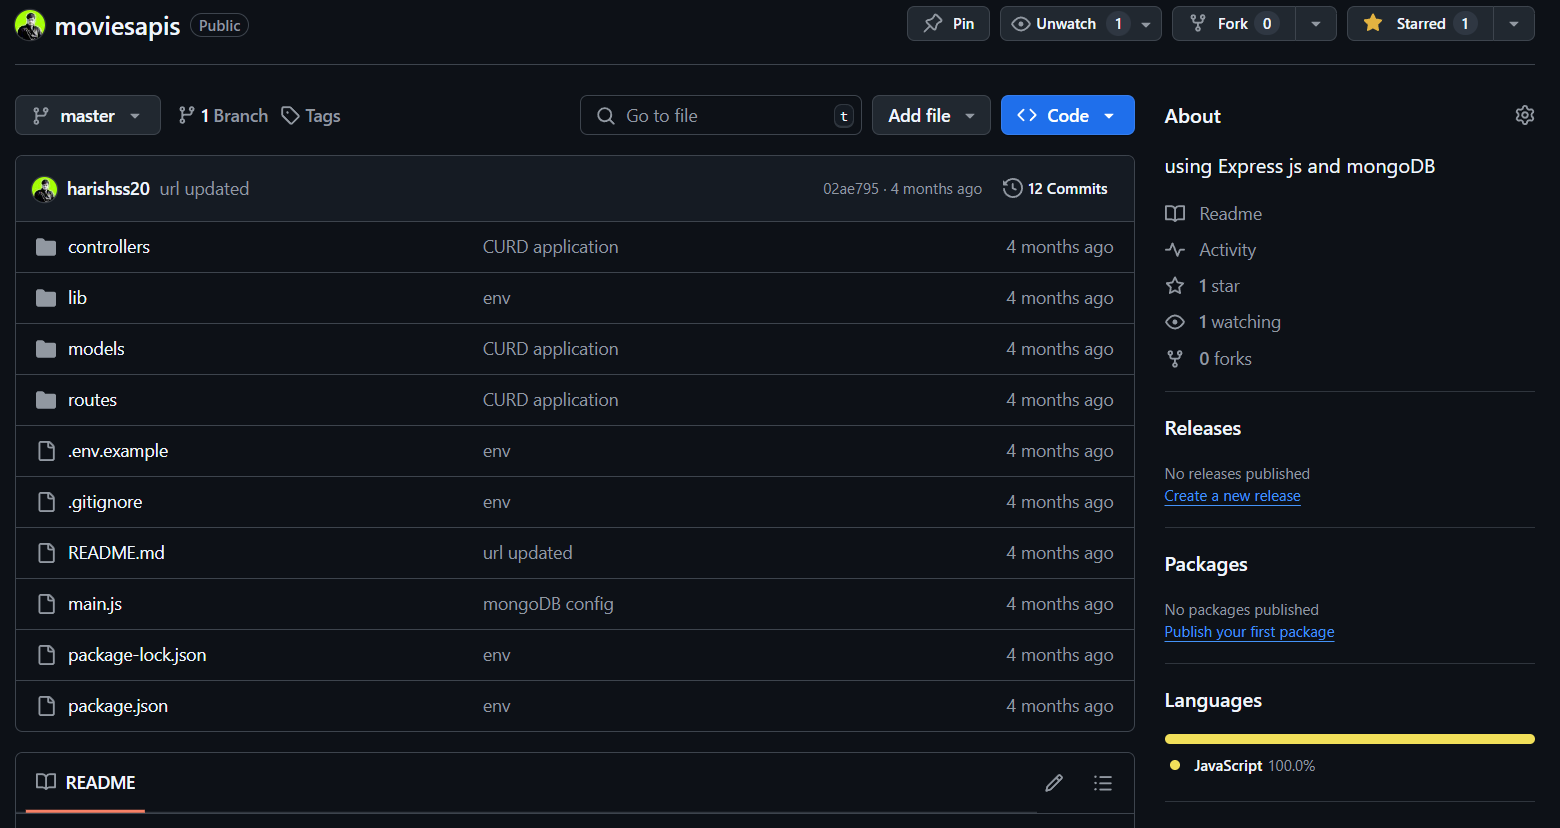 moviesapis Public Pin Unwatch 1 Fork 0 Starred 1
master 1 Branch Tags Go to file t Add file Code
harishss20 url updated 02ae795 · 4 months ago 12 Commits
controllers CURD application 4 months ago
lib env 4 months ago
models CURD application 4 months ago
routes CURD application 4 months ago
.env.example env 4 months ago
.gitignore env 4 months ago
README.md url updated 4 months ago
main.js mongoDB config 4 months ago
package-lock.json env 4 months ago
package.json env 4 months ago
README
About
using Express js and mongoDB
Readme
Activity
1 star
1 watching
0 forks
Releases
No releases published
Create a new release
Packages
No packages published
Publish your first package
Languages
JavaScript 100.0%